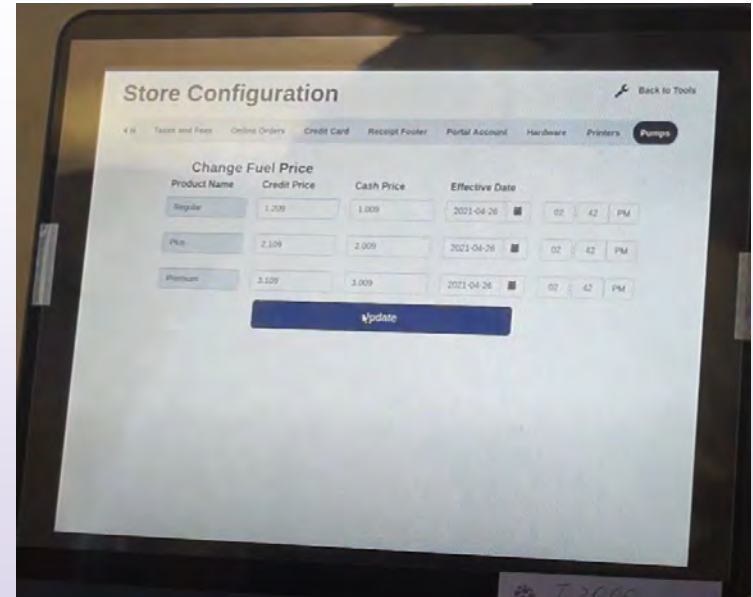 Store Configuration
Back to Tools
Taxes and Fees Online Orders Credit Card Receipt Footer Portal Account Hardware Printers Pumps
Change Fuel Price
Product Name Credit Price Cash Price Effective Date
Regular 1.209 1.009 2021-04-26 02 : 42 PM
Plus 2.109 2.009 2021-04-26 02 : 42 PM
Premium 3.109 3.009 2021-04-26 02 : 42 PM
Update